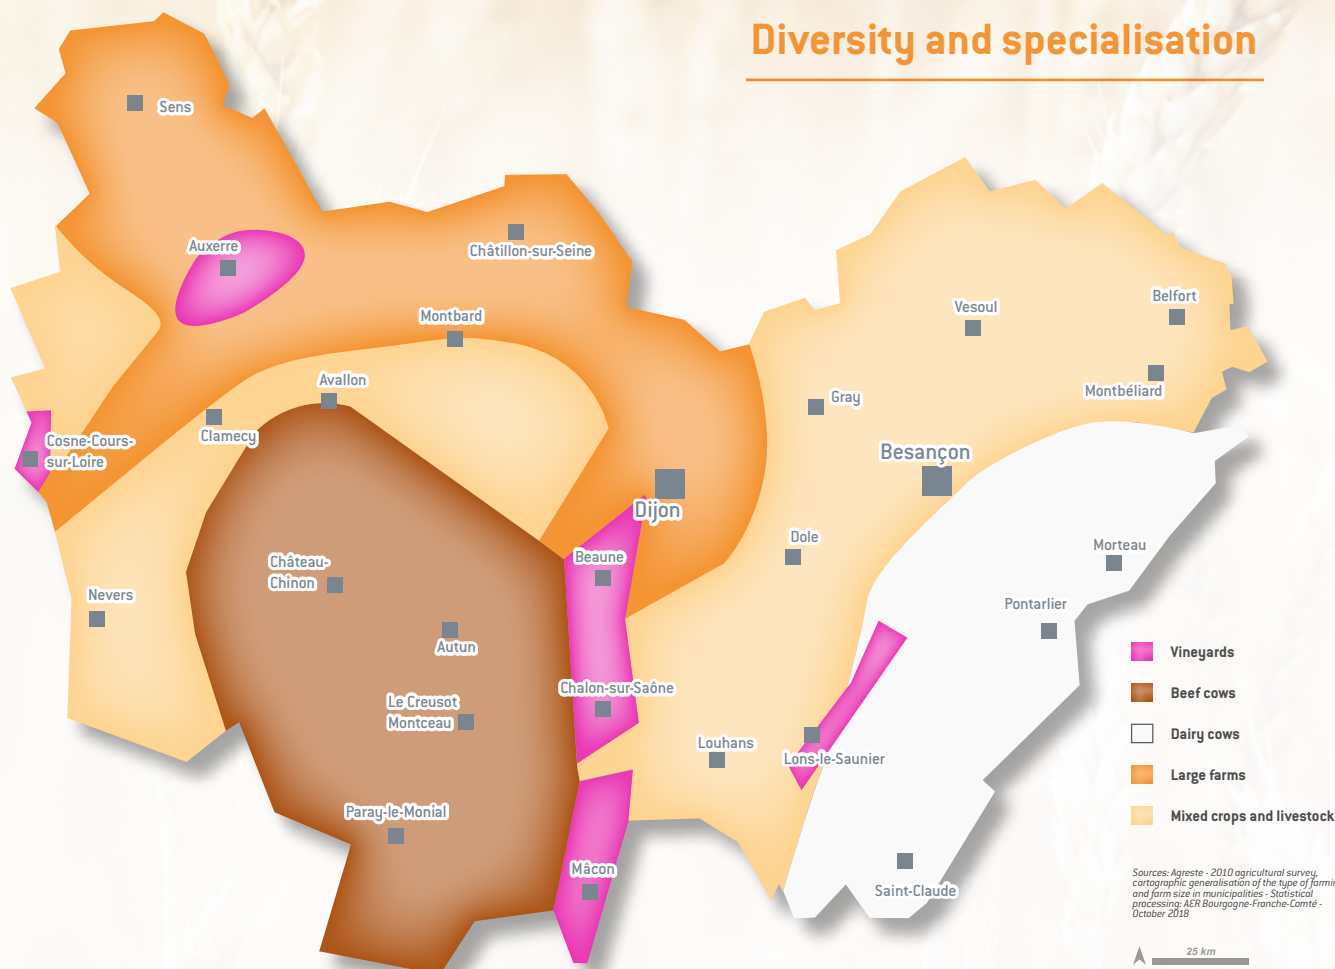 Diversity and specialisation
Sens
Auxerre
Châtillon-sur-Seine
Montbard
Avallon
Clamecy
Cosne-Cours-
sur-Loire
Vesoul
Belfort
Montbéliard
Gray
Besançon
Dijon
Dole
Beaune
Château-
Chinon
Nevers
Autun
Morteau
Pontarlier
Chalon-sur-Saône
Le Creusot
Montceau
Louhans
Lons-le-Saunier
Paray-le-Monial
Mâcon
Saint-Claude
Vineyards
Beef cows
Dairy cows
Large farms
Mixed crops and livestock
Sources: Agreste - 2010 agricultural survey,
cartographic generalisation of the type of farmin
and farm size in municipalities - Statistical
processing: AER Bourgogne-Franche-Comté -
October 2018
25 km